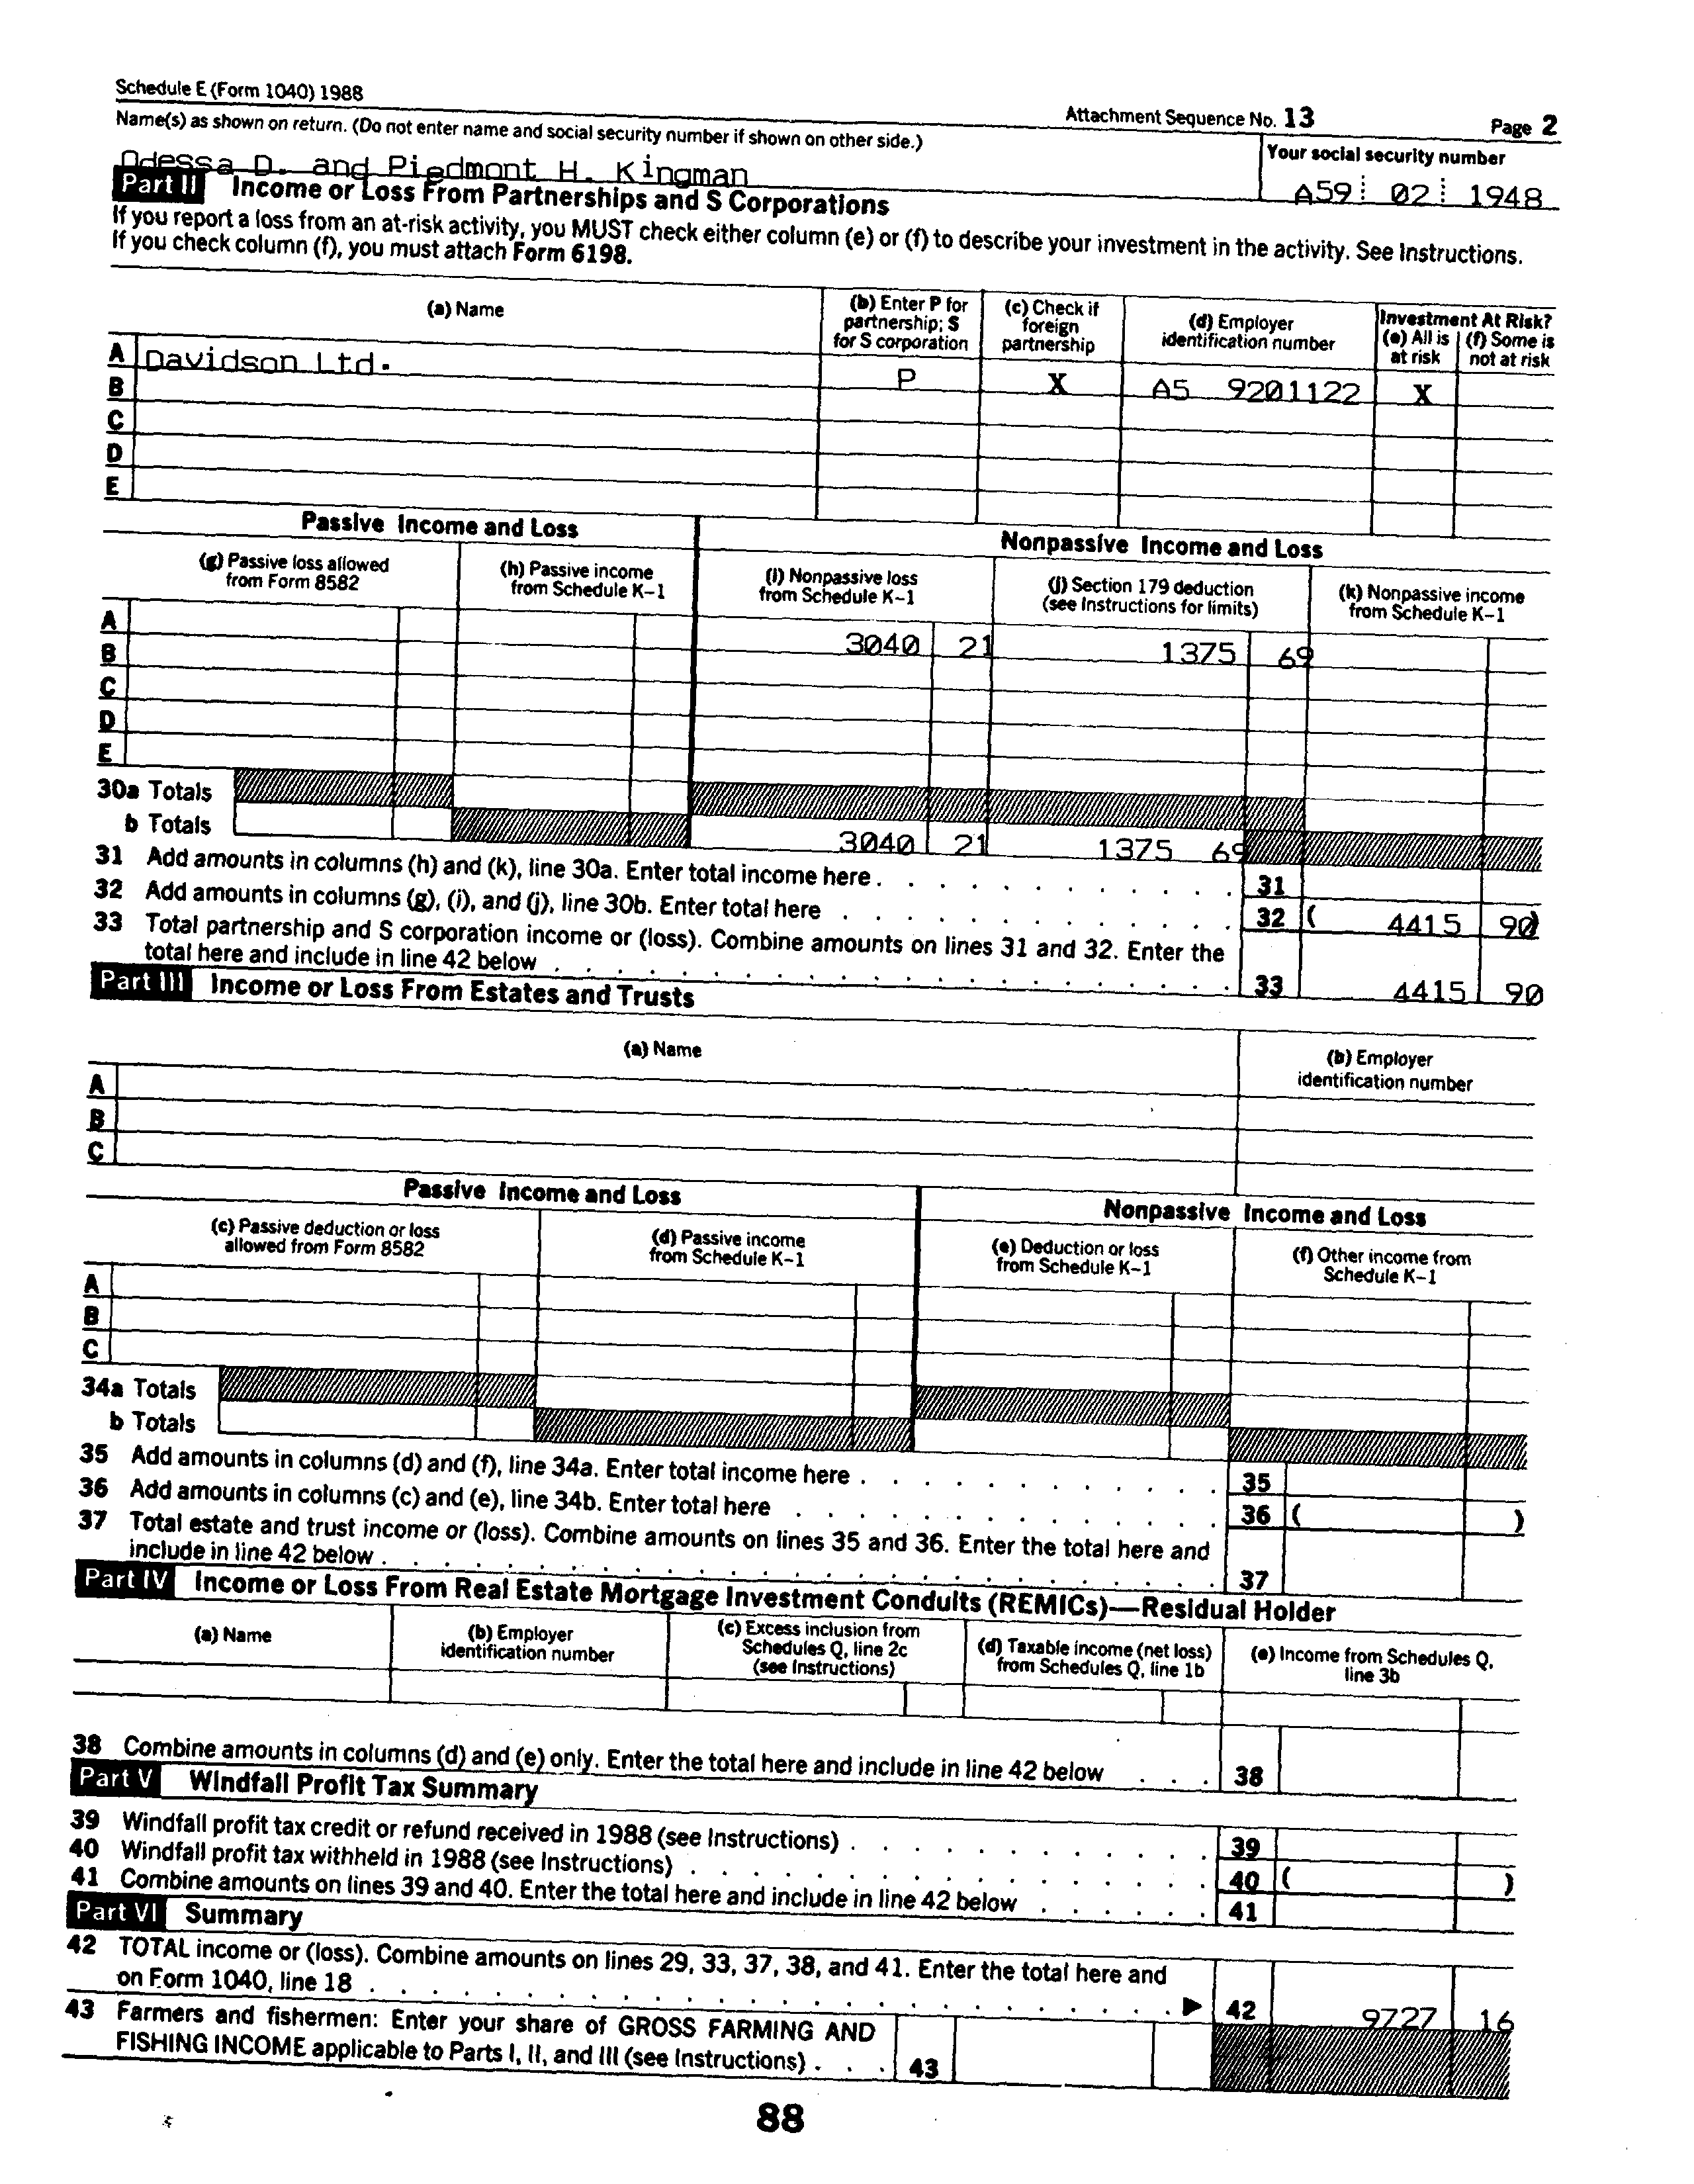 Schedule E (Form 1040) 1988
Attachment Sequence No. 13
Page 2
Name(s) as shown on return. (Do not enter name and social security number if shown on other side.)
Your social security number
Odessa D. and Piedmont H. Kingman
A59 02 1948
Part II Income or Loss From Partnerships and S Corporations
If you report a loss from an at-risk activity, you MUST check either column (e) or (f) to describe your investment in the activity. See Instructions.
If you check column (f), you must attach Form 6198.
(a) Name
(b) Enter P for partnership; S for S corporation
(c) Check if foreign partnership
(d) Employer identification number
Investment At Risk?
(e) All is at risk
(f) Some is not at risk
A Davidson Ltd. P X A5 9201122 X
B
C
D
E
Passive Income and Loss
Nonpassive Income and Loss
(g) Passive loss allowed from Form 8582
(h) Passive income from Schedule K-1
(i) Nonpassive loss from Schedule K-1
(j) Section 179 deduction (see Instructions for limits)
(k) Nonpassive income from Schedule K-1
A 3040 21 1375 69
B
C
D
E
30a Totals
b Totals 3040 21 1375 69
31 Add amounts in columns (h) and (k), line 30a. Enter total income here . . . . . . . . . . . . 31
32 Add amounts in columns (g), (i), and (j), line 30b. Enter total here . . . . . . . . . . . . . 32 ( 4415 90)
33 Total partnership and S corporation income or (loss). Combine amounts on lines 31 and 32. Enter the
total here and include in line 42 below . . . . . . . . . . . . . . . . 33 4415 90
Part III Income or Loss From Estates and Trusts
(a) Name
(b) Employer identification number
A
B
C
Passive Income and Loss
Nonpassive Income and Loss
(c) Passive deduction or loss allowed from Form 8582
(d) Passive income from Schedule K-1
(e) Deduction or loss from Schedule K-1
(f) Other income from Schedule K-1
A
B
C
34a Totals
b Totals
35 Add amounts in columns (d) and (f), line 34a. Enter total income here . . . . . . . . . . . . 35
36 Add amounts in columns (c) and (e), line 34b. Enter total here . . . . . . . . . . . . . . 36 ( )
37 Total estate and trust income or (loss). Combine amounts on lines 35 and 36. Enter the total here and
include in line 42 below . . . . . . . . . . . . . . . . . . . . 37
Part IV Income or Loss From Real Estate Mortgage Investment Conduits (REMICs)—Residual Holder
(a) Name
(b) Employer identification number
(c) Excess inclusion from Schedules Q, line 2c (see Instructions)
(d) Taxable income (net loss) from Schedules Q, line 1b
(e) Income from Schedules Q, line 3b
38 Combine amounts in columns (d) and (e) only. Enter the total here and include in line 42 below . . . 38
Part V Windfall Profit Tax Summary
39 Windfall profit tax credit or refund received in 1988 (see Instructions) . . . . . . . . . . . . 39
40 Windfall profit tax withheld in 1988 (see Instructions) . . . . . . . . . . . . . . . . 40 ( )
41 Combine amounts on lines 39 and 40. Enter the total here and include in line 42 below . . . . . . 41
Part VI Summary
42 TOTAL income or (loss). Combine amounts on lines 29, 33, 37, 38, and 41. Enter the total here and
on Form 1040, line 18 . . . . . . . . . . . . . . . . . . . . ▶ 42 9727 16
43 Farmers and fishermen: Enter your share of GROSS FARMING AND
FISHING INCOME applicable to Parts I, II, and III (see Instructions) . . . . 43
88